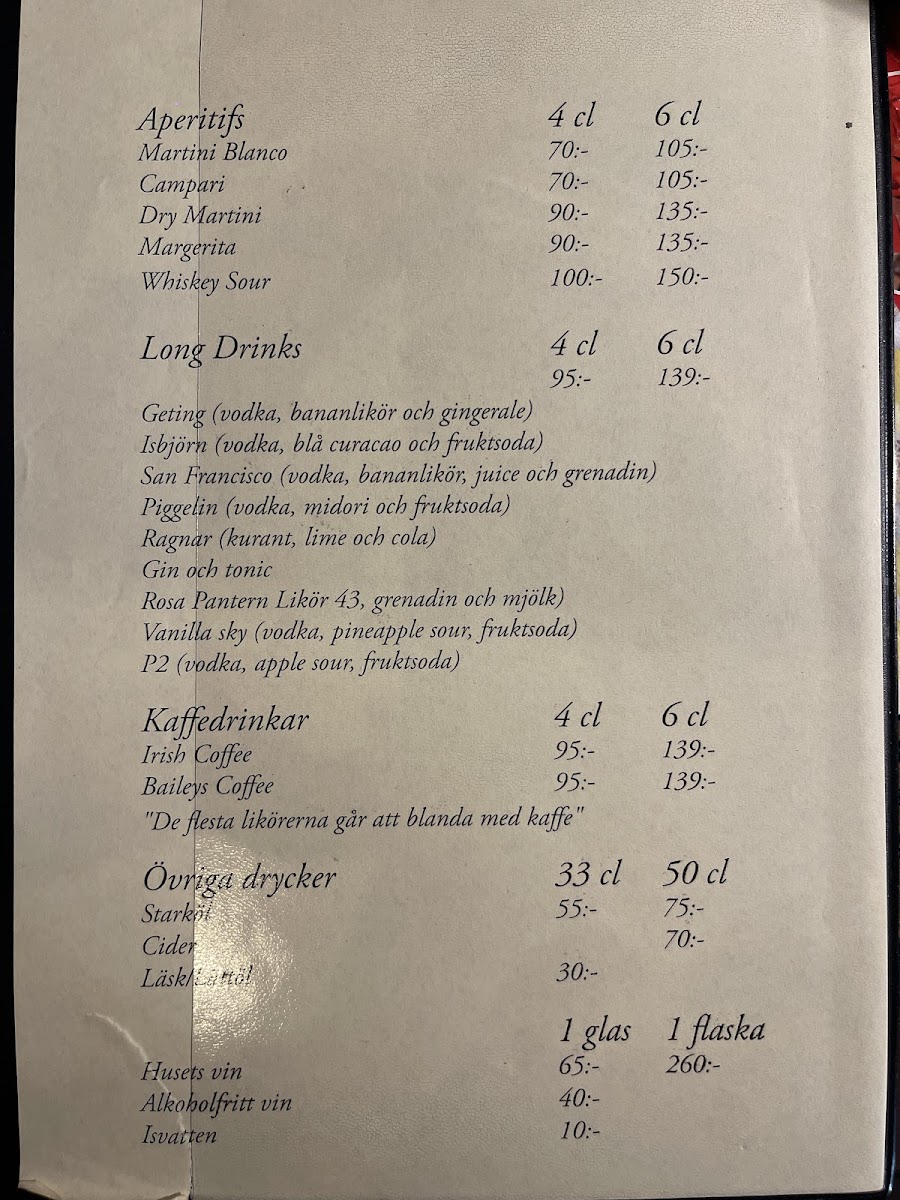 Aperitifs 4 cl 6 cl
Martini Blanco 70:- 105:-
Campari 70:- 105:-
Dry Martini 90:- 135:-
Margerita 90:- 135:-
Whiskey Sour 100:- 150:-
Long Drinks 4 cl 6 cl
95:- 139:-
Geting (vodka, bananlikör och gingerale)
Isbjörn (vodka, blå curacao och fruktsoda)
San Francisco (vodka, bananlikör, juice och grenadin)
Piggelin (vodka, midori och fruktsoda)
Ragnar (kurant, lime och cola)
Gin och tonic
Rosa Pantern Likör 43, grenadin och mjölk)
Vanilla sky (vodka, pineapple sour, fruktsoda)
P2 (vodka, apple sour, fruktsoda)
Kaffedrinkar 4 cl 6 cl
Irish Coffee 95:- 139:-
Baileys Coffee 95:- 139:-
"De flesta likörerna går att blanda med kaffe"
Övriga drycker 33 cl 50 cl
Starköl 55:- 75:-
Cider 70:-
Läsk/Lättöl 30:-
1 glas 1 flaska
Husets vin 65:- 260:-
Alkoholfritt vin 40:-
Isvatten 10:-